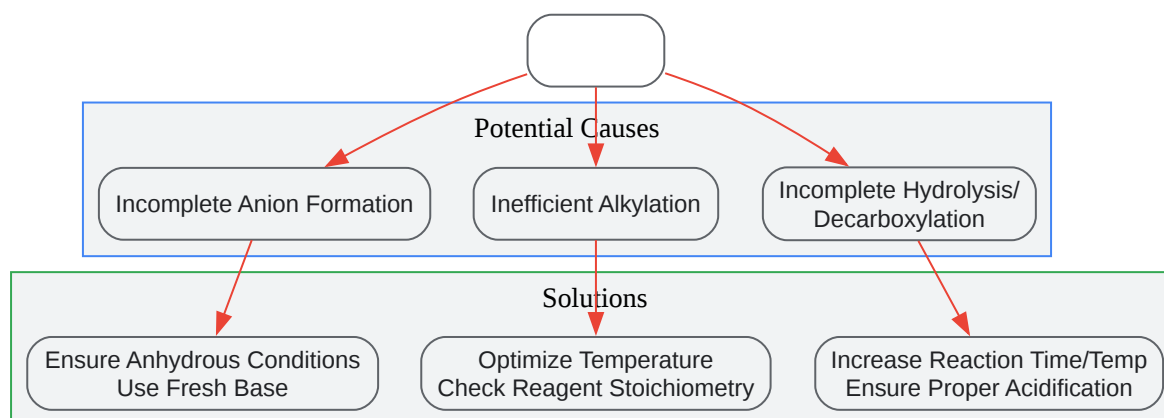 Potential Causes
Incomplete Anion Formation
Inefficient Alkylation
Incomplete Hydrolysis/
Decarboxylation
Solutions
Ensure Anhydrous Conditions
Use Fresh Base
Optimize Temperature
Check Reagent Stoichiometry
Increase Reaction Time/Temp
Ensure Proper Acidification